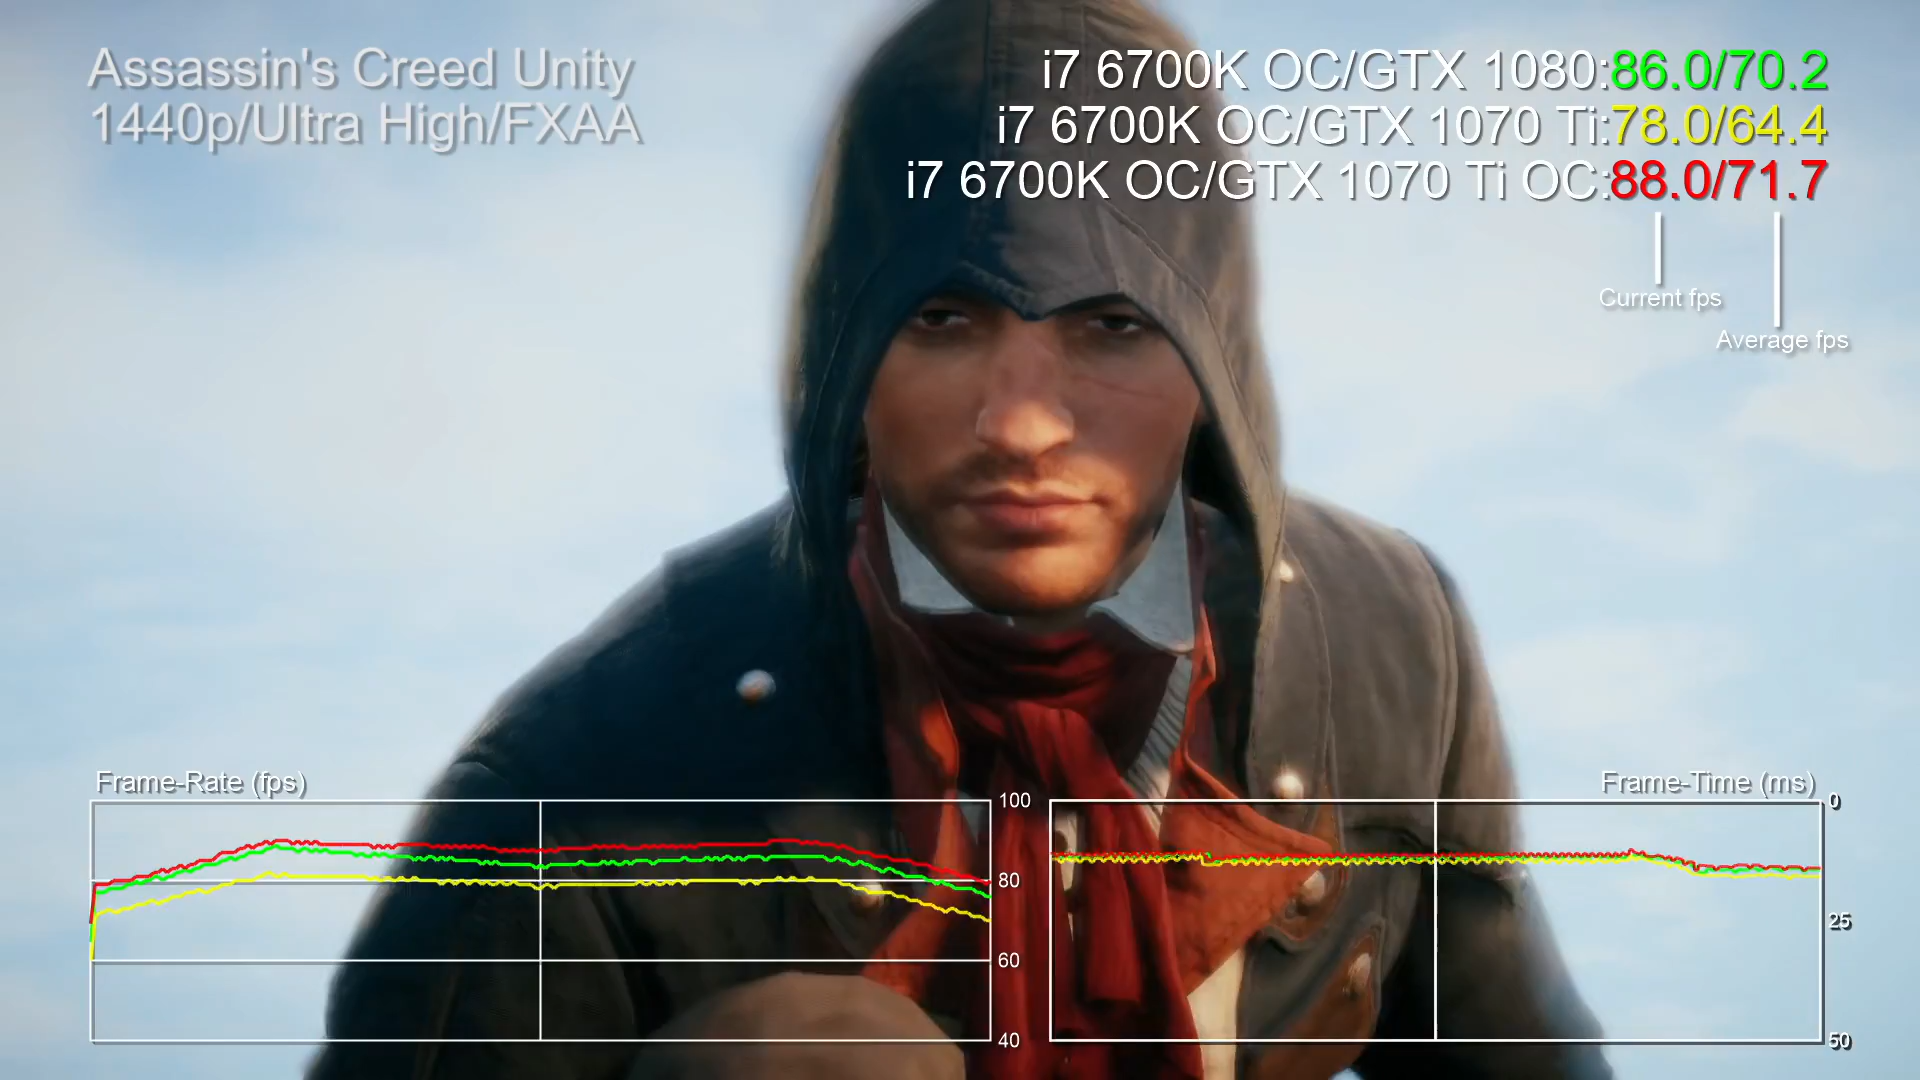 Assassin's Creed Unity
1440p/Ultra High/FXAA
i7 6700K OC/GTX 1080:86.0/70.2
i7 6700K OC/GTX 1070 Ti:78.0/64.4
i7 6700K OC/GTX 1070 Ti OC:88.0/71.7
Current fps
Average fps
Frame-Rate (fps)
100
80
60
40
Frame-Time (ms)
0
25
50